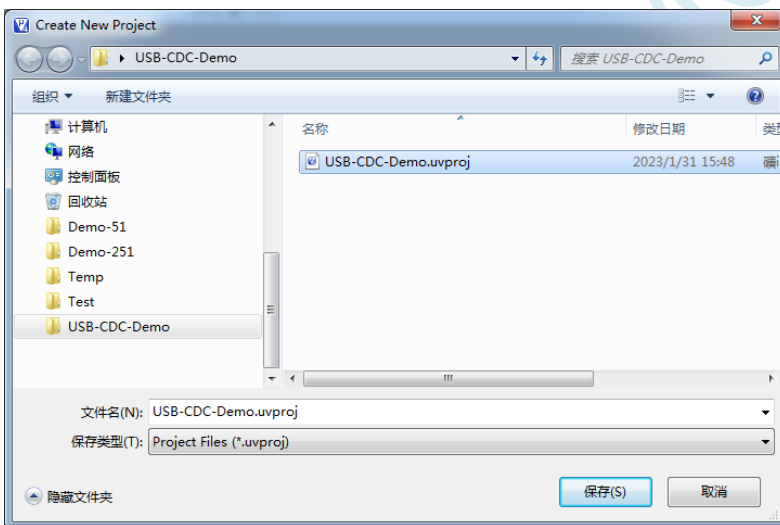 Create New Project
USB-CDC-Demo
搜索 USB-CDC-Demo
组织
新建文件夹
名称
修改日期
类型
计算机
网络
控制面板
回收站
Demo-51
Demo-251
Temp
Test
USB-CDC-Demo
USB-CDC-Demo.uvproj
2023/1/31 15:48
文件名(N):
USB-CDC-Demo.uvproj
保存类型(T):
Project Files (*.uvproj)
隐藏文件夹
保存(S)
取消